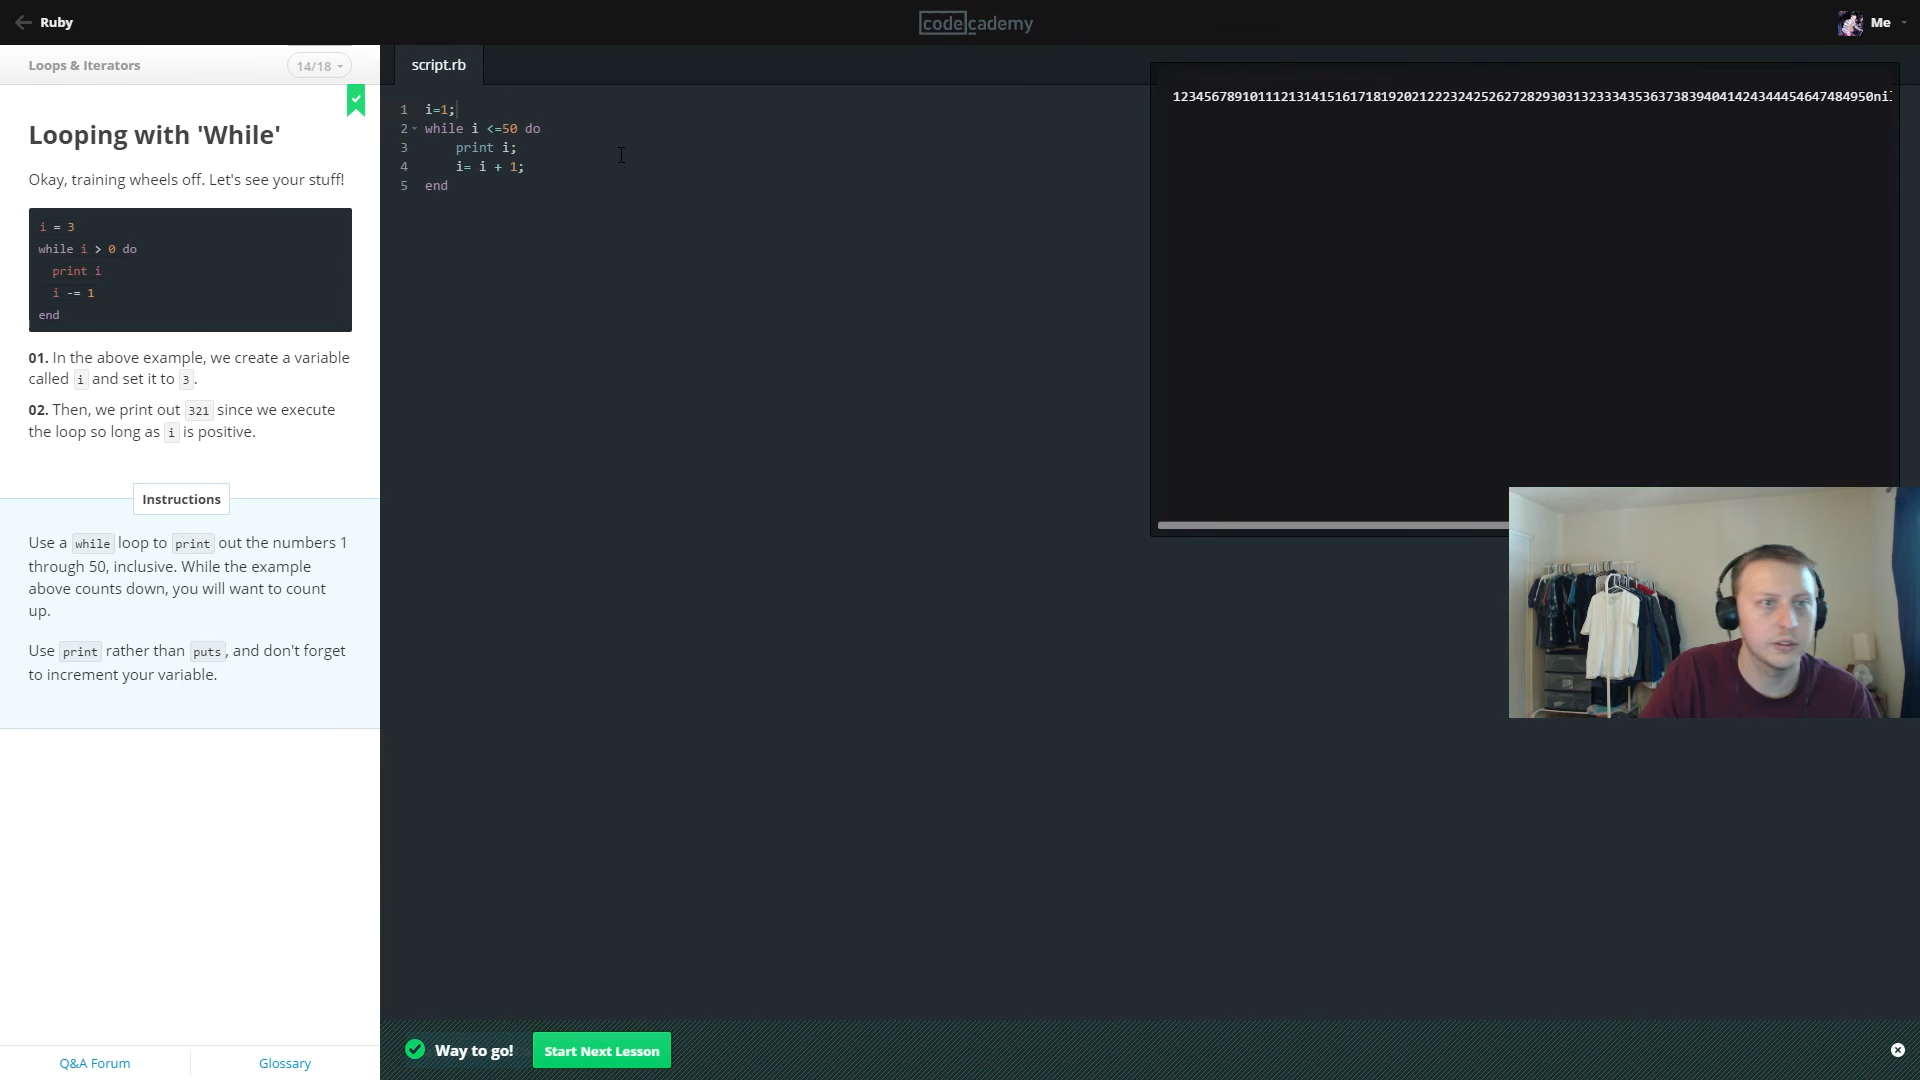 Ruby
codecademy
Me
Loops & Iterators
14/18
script.rb
Looping with 'While'
Okay, training wheels off. Let's see your stuff!
i = 3
while i > 0 do
  print i
  i -= 1
end
01. In the above example, we create a variable
called i and set it to 3.
02. Then, we print out 321 since we execute
the loop so long as i is positive.
Instructions
Use a while loop to print out the numbers 1
through 50, inclusive. While the example
above counts down, you will want to count
up.
Use print rather than puts, and don't forget
to increment your variable.
Q&A Forum
Glossary
1 i=1;
2 while i <=50 do
3     print i;
4     i= i + 1;
5 end
1234567891011121314151617181920212223242526272829303132333435363738394041424344454647484950nil
Way to go!
Start Next Lesson